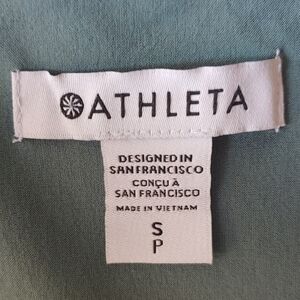 ATHLETA
DESIGNED IN
SAN FRANCISCO
CONÇU À
SAN FRANCISCO
MADE IN VIETNAM
S
P